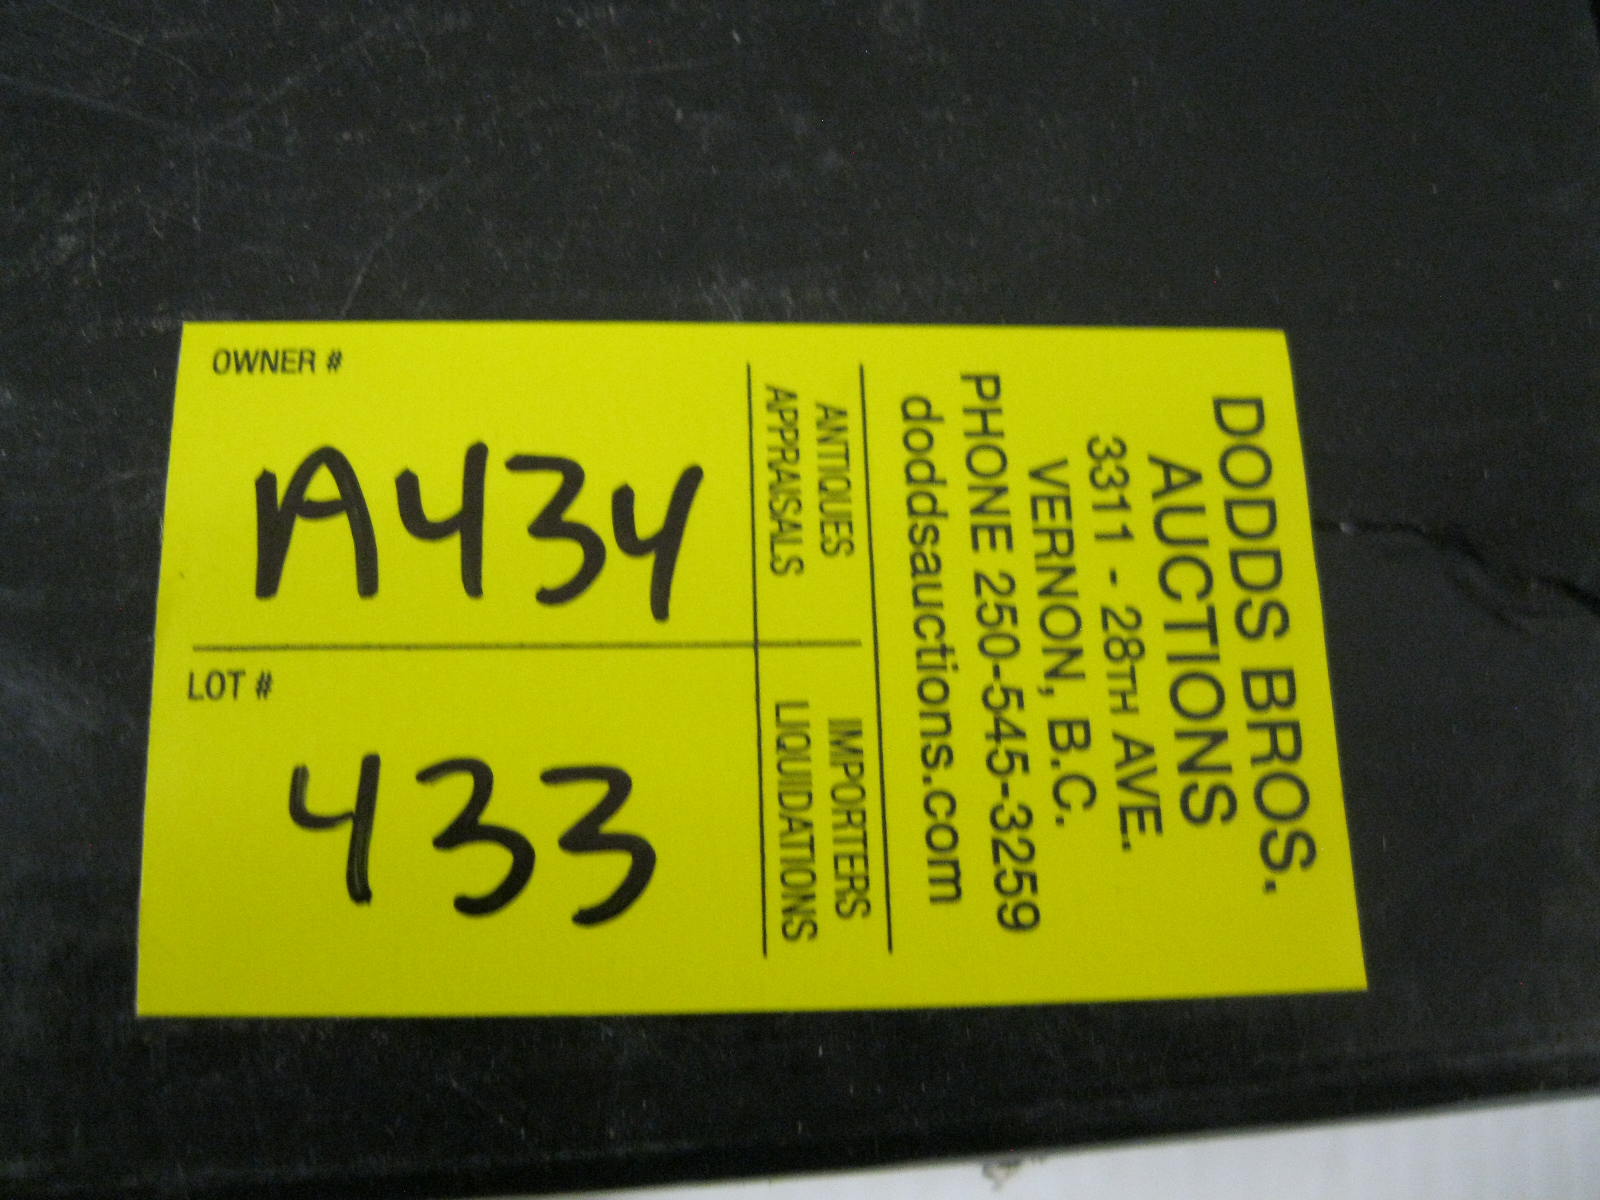 OWNER #
A434
LOT #
433
ANTIQUES
APPRAISALS
IMPORTERS
LIQUIDATIONS
DODDS BROS.
AUCTIONS
3311 - 28TH AVE.
VERNON, B.C.
PHONE 250-545-3259
doddsauctions.com